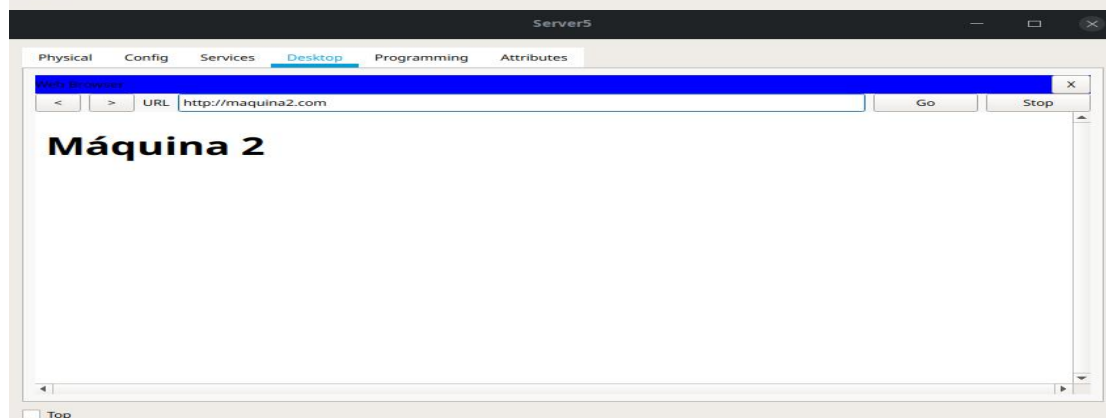 Server5
Physical Config Services Desktop Programming Attributes
Web Browser
< > URL http://maquina2.com Go Stop
Máquina 2
Top